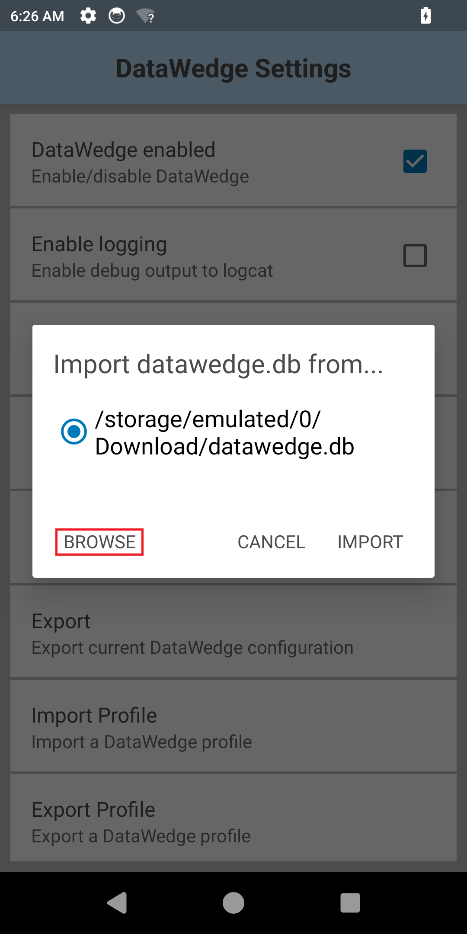 6:26 AM
DataWedge Settings
DataWedge enabled
Enable/disable DataWedge
Enable logging
Enable debug output to logcat
Import datawedge.db from...
/storage/emulated/0/
Download/datawedge.db
BROWSE
CANCEL
IMPORT
Export
Export current DataWedge configuration
Import Profile
Import a DataWedge profile
Export Profile
Export a DataWedge profile